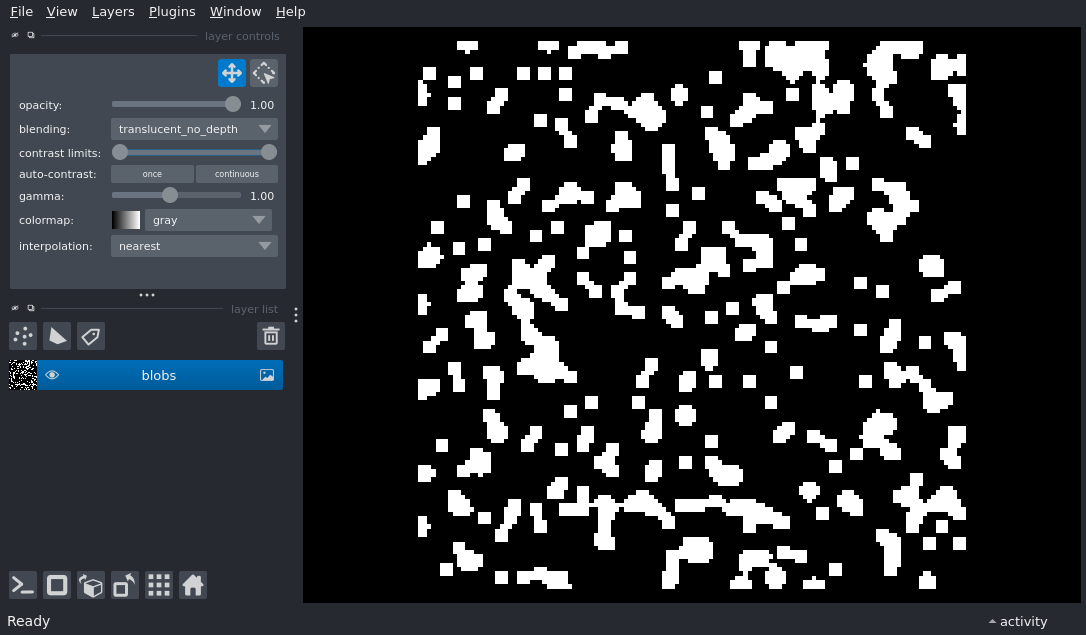 File View Layers Plugins Window Help
layer controls
opacity: 1.00
blending: translucent_no_depth
contrast limits:
auto-contrast: once continuous
gamma: 1.00
colormap: gray
interpolation: nearest
layer list
blobs
Ready activity